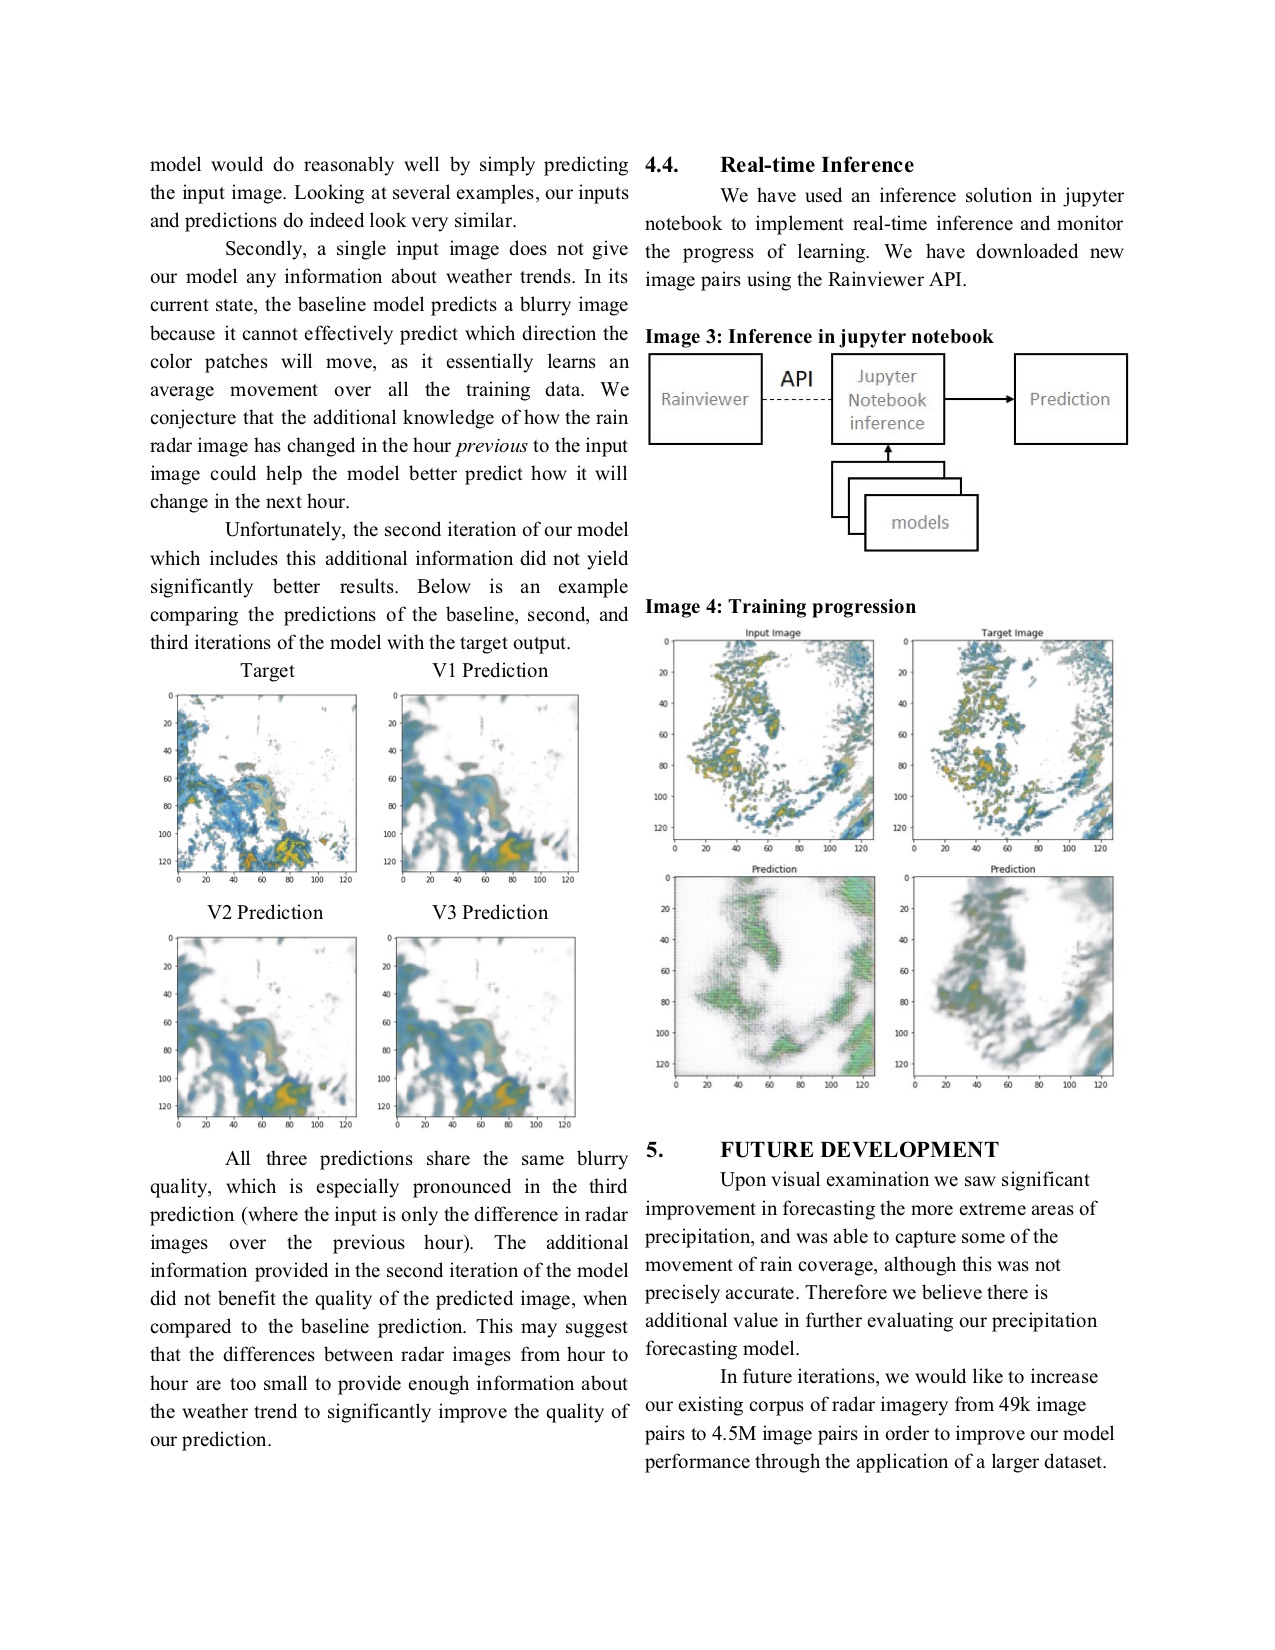 model would do reasonably well by simply predicting
the input image. Looking at several examples, our inputs
and predictions do indeed look very similar.
Secondly, a single input image does not give
our model any information about weather trends. In its
current state, the baseline model predicts a blurry image
because it cannot effectively predict which direction the
color patches will move, as it essentially learns an
average movement over all the training data. We
conjecture that the additional knowledge of how the rain
radar image has changed in the hour previous to the input
image could help the model better predict how it will
change in the next hour.
Unfortunately, the second iteration of our model
which includes this additional information did not yield
significantly better results. Below is an example
comparing the predictions of the baseline, second, and
third iterations of the model with the target output.
Target V1 Prediction
0 20 40 60 80 100 120
0 20 40 60 80 100 120
0 20 40 60 80 100 120
0 20 40 60 80 100 120
V2 Prediction V3 Prediction
0 20 40 60 80 100 120
0 20 40 60 80 100 120
0 20 40 60 80 100 120
0 20 40 60 80 100 120
All three predictions share the same blurry
quality, which is especially pronounced in the third
prediction (where the input is only the difference in radar
images over the previous hour). The additional
information provided in the second iteration of the model
did not benefit the quality of the predicted image, when
compared to the baseline prediction. This may suggest
that the differences between radar images from hour to
hour are too small to provide enough information about
the weather trend to significantly improve the quality of
our prediction.
4.4. Real-time Inference
We have used an inference solution in jupyter
notebook to implement real-time inference and monitor
the progress of learning. We have downloaded new
image pairs using the Rainviewer API.
Image 3: Inference in jupyter notebook
Rainviewer
API
Jupyter
Notebook
inference
Prediction
models
Image 4: Training progression
Input Image
0 20 40 60 80 100 120
0 20 40 60 80 100 120
Target Image
0 20 40 60 80 100 120
0 20 40 60 80 100 120
Prediction
0 20 40 60 80 100 120
0 20 40 60 80 100 120
Prediction
0 20 40 60 80 100 120
0 20 40 60 80 100 120
5. FUTURE DEVELOPMENT
Upon visual examination we saw significant
improvement in forecasting the more extreme areas of
precipitation, and was able to capture some of the
movement of rain coverage, although this was not
precisely accurate. Therefore we believe there is
additional value in further evaluating our precipitation
forecasting model.
In future iterations, we would like to increase
our existing corpus of radar imagery from 49k image
pairs to 4.5M image pairs in order to improve our model
performance through the application of a larger dataset.